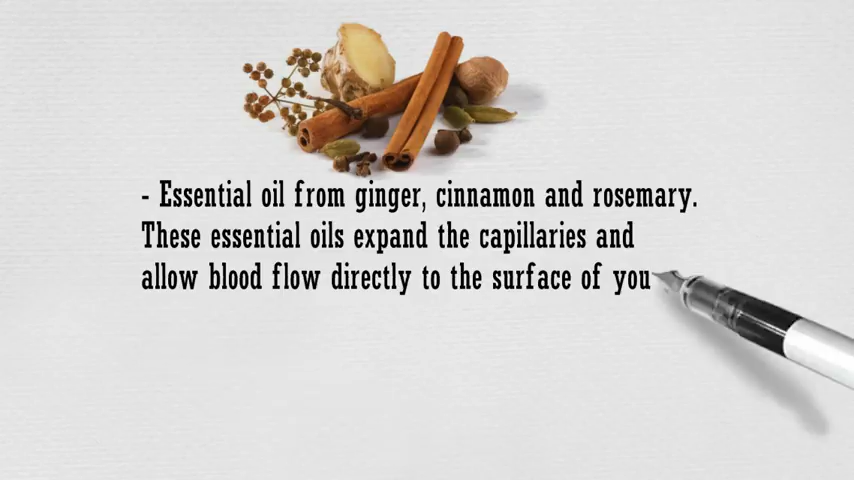 - Essential oil from ginger, cinnamon and rosemary.
These essential oils expand the capillaries and
allow blood flow directly to the surface of you